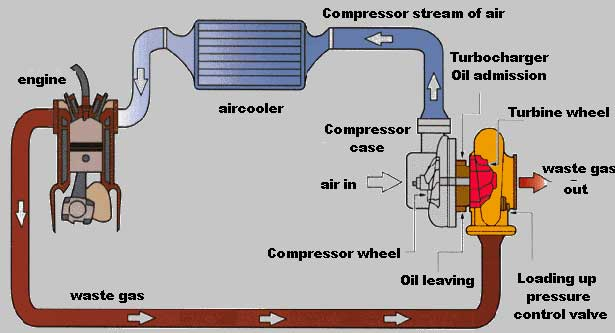 Compressor stream of air
engine
aircooler
Turbocharger
Oil admission
Turbine wheel
Compressor
case
air in
waste gas
out
Compressor wheel
Oil leaving
Loading up
pressure
control valve
waste gas